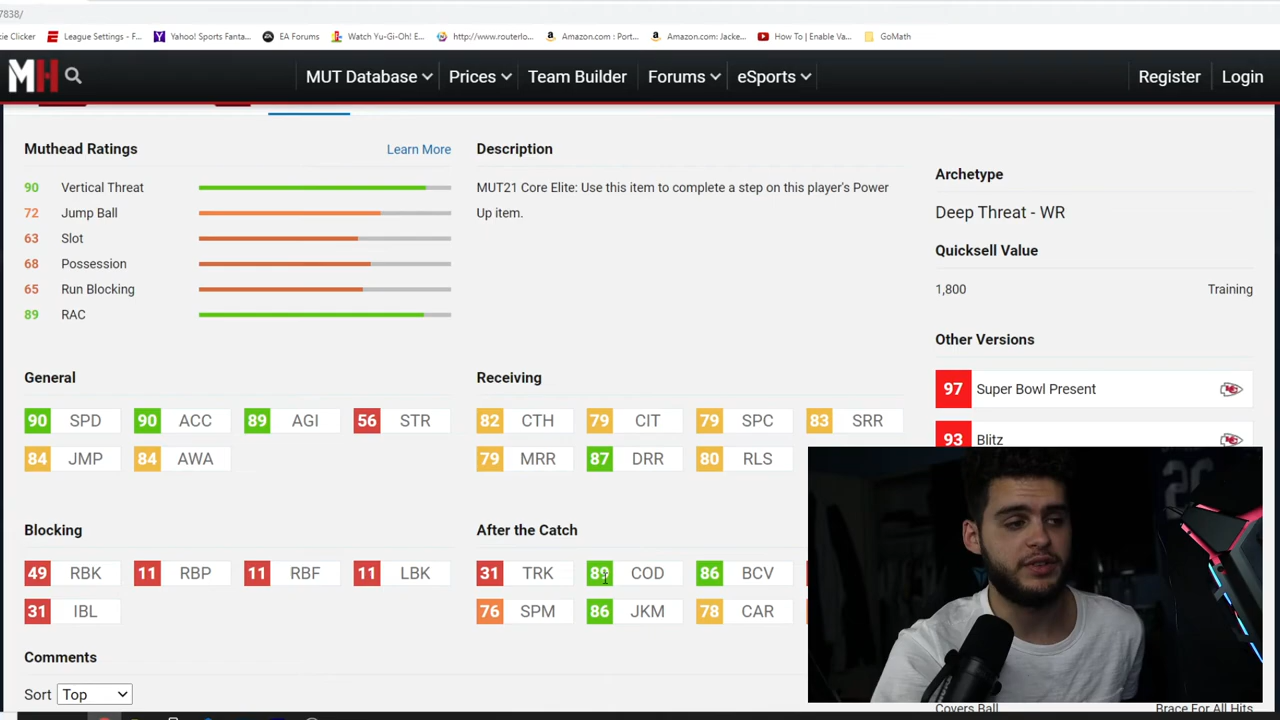 7838/
kie Clicker League Settings - F... Yahoo! Sports Fanta... EA Forums Watch Yu-Gi-Oh! E... http://www.routerlo... Amazon.com : Port... Amazon.com: Jacke... How To | Enable Va... GoMath
MH MUT Database Prices Team Builder Forums eSports Register Login
Muthead Ratings Learn More
90 Vertical Threat
72 Jump Ball
63 Slot
68 Possession
65 Run Blocking
89 RAC
Description
MUT21 Core Elite: Use this item to complete a step on this player's Power
Up item.
Archetype
Deep Threat - WR
Quicksell Value
1,800 Training
Other Versions
97 Super Bowl Present
93 Blitz
General
90 SPD 90 ACC 89 AGI 56 STR
84 JMP 84 AWA
Receiving
82 CTH 79 CIT 79 SPC 83 SRR
79 MRR 87 DRR 80 RLS
Blocking
49 RBK 11 RBP 11 RBF 11 LBK
31 IBL
After the Catch
31 TRK 89 COD 86 BCV
76 SPM 86 JKM 78 CAR
Comments
Sort Top
Covers Ball Brace For All Hits